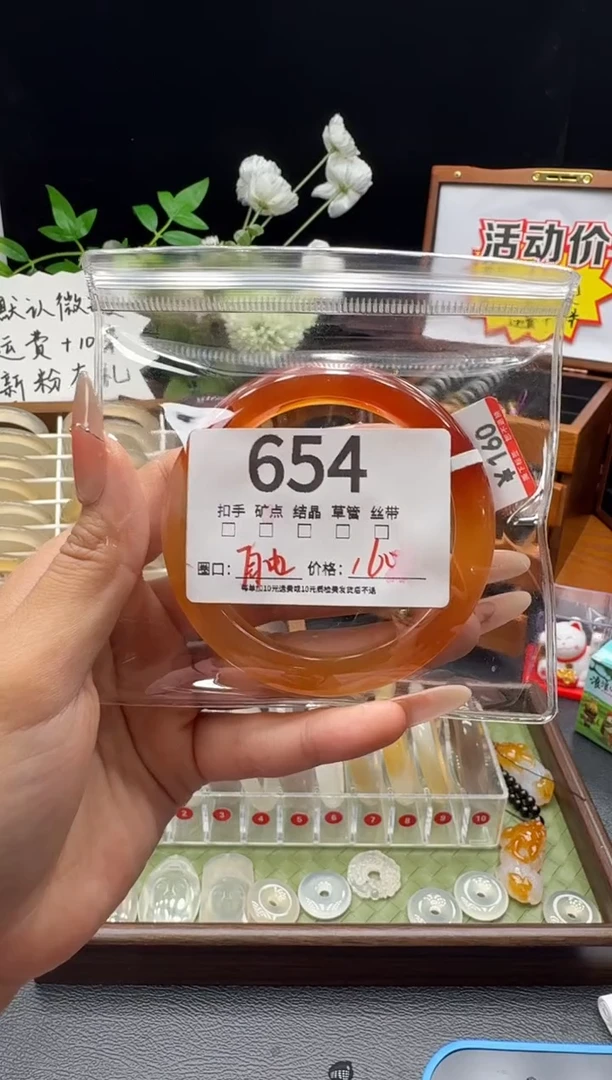 活动价
默认微
运费+10
新粉 礼
654
扣手 矿点 结晶 草管 丝带
圈口: 自由 价格: 160
¥160
2 3 4 5 6 7 8 9 10